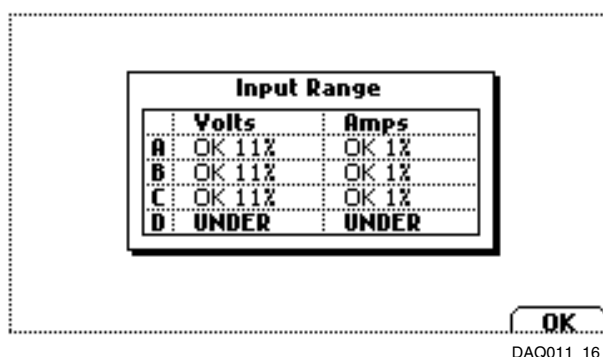 Input Range
Volts Amps
A OK 11% OK 1%
B OK 11% OK 1%
C OK 11% OK 1%
D UNDER UNDER
OK
DAQ011_16